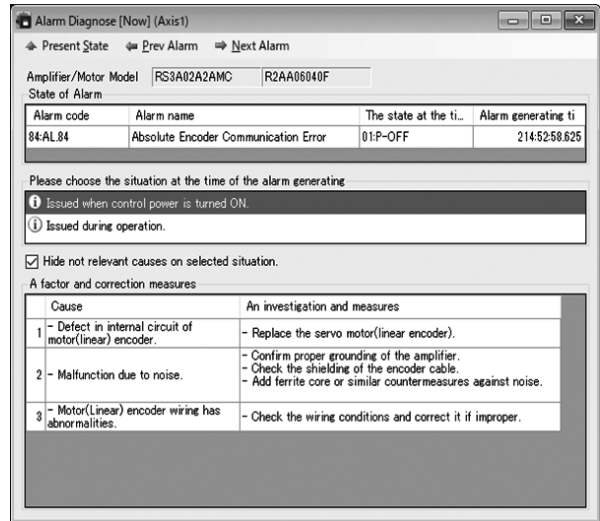 Alarm Diagnose [Now] (Axis1)
Present State Prev Alarm Next Alarm
Amplifier/Motor Model RS3A02A2AMC R2AA06040F
State of Alarm
Alarm code Alarm name The state at the ti... Alarm generating ti
84:AL.84 Absolute Encoder Communication Error 01:P-OFF 214:52:58.625
Please choose the situation at the time of the alarm generating
Issued when control power is turned ON.
Issued during operation.
Hide not relevant causes on selected situation.
A factor and correction measures
Cause An investigation and measures
1 - Defect in internal circuit of motor(linear) encoder. - Replace the servo motor(linear encoder).
2 - Malfunction due to noise. - Confirm proper grounding of the amplifier.
- Check the shielding of the encoder cable.
- Add ferrite core or similar countermeasures against noise.
3 - Motor(Linear) encoder wiring has abnormalities. - Check the wiring conditions and correct it if improper.